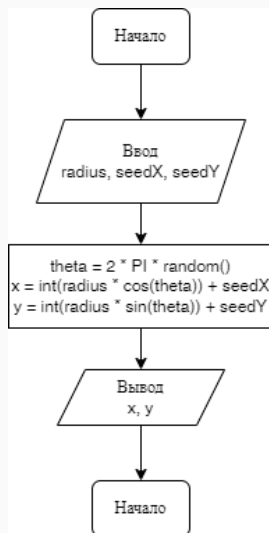 Начало
Ввод
radius, seedX, seedY
theta = 2 * PI * random()
x = int(radius * cos(theta)) + seedX
y = int(radius * sin(theta)) + seedY
Вывод
x, y
Начало